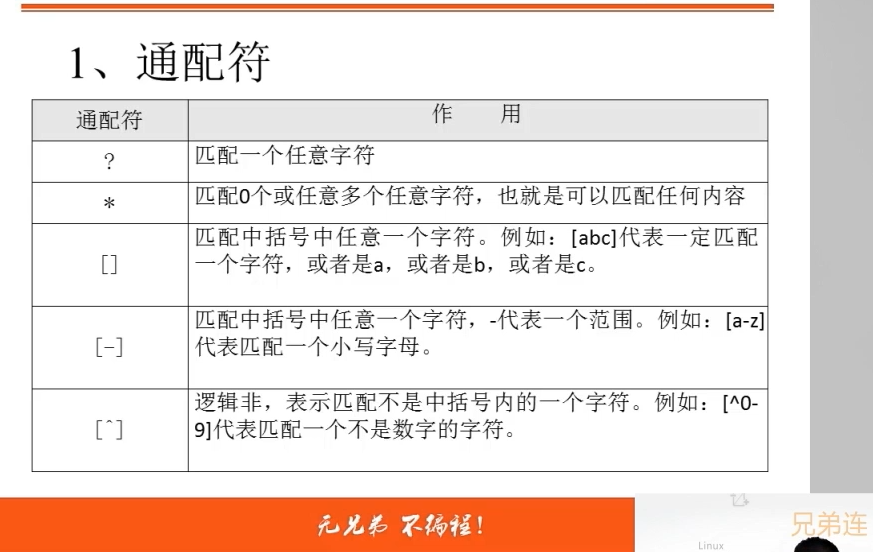 1、通配符
通配符
作 用
?
匹配一个任意字符
*
匹配0个或任意多个任意字符，也就是可以匹配任何内容
[]
匹配中括号中任意一个字符。例如：[abc]代表一定匹配
一个字符，或者是a，或者是b，或者是c。
[-]
匹配中括号中任意一个字符，-代表一个范围。例如：[a-z]
代表匹配一个小写字母。
[^]
逻辑非，表示匹配不是中括号内的一个字符。例如：[^0-
9]代表匹配一个不是数字的字符。
无兄弟 不编程！
兄弟连
Linux